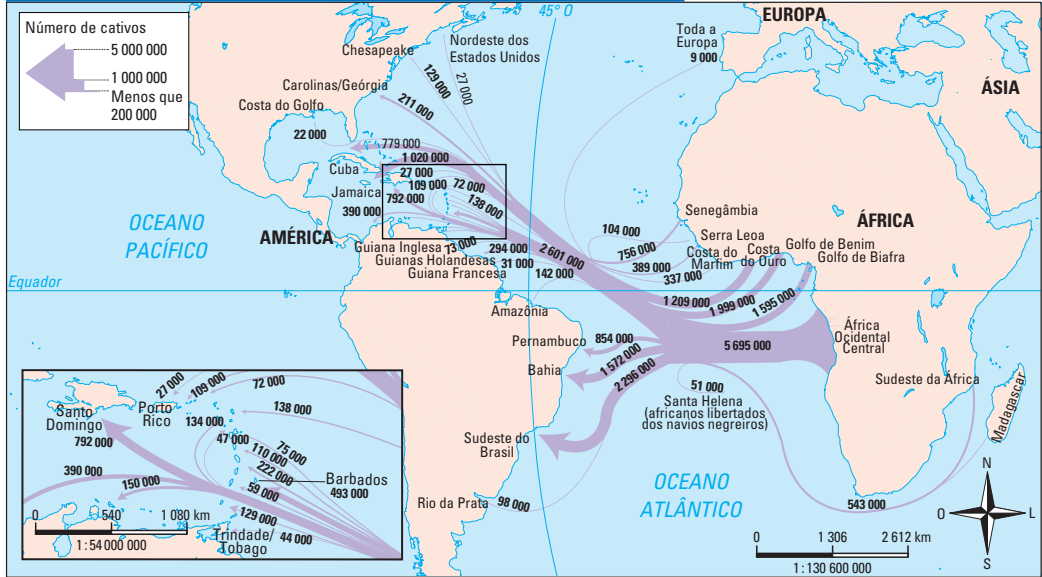 Número de cativos
5 000 000
1 000 000
Menos que
200 000
45° O
EUROPA
Toda a
Europa
9 000
ÁSIA
Chesapeake
Nordeste dos
Estados Unidos
129 000
27 000
Carolinas/Geórgia
211 000
Costa do Golfo
22 000
779 000
1 020 000
Cuba
27 000
109 000
72 000
Jamaica
792 000
138 000
390 000
OCEANO
PACÍFICO
AMÉRICA
Guiana Inglesa
73 000
Guianas Holandesas
294 000
Guiana Francesa
31 000
142 000
2 601 000
Senegâmbia
104 000
ÁFRICA
756 000
Serra Leoa
389 000
Costa do
Marfim
Costa
do Ouro
Golfo de Benim
Golfo de Biafra
337 000
Equador
1 209 000
1 999 000
1 595 000
Amazônia
Pernambuco
854 000
5 695 000
África
Ocidental
Central
Bahia
1 572 000
2 296 000
51 000
Santa Helena
(africanos libertados
dos navios negreiros)
Sudeste da África
Madagascar
Sudeste do
Brasil
Rio da Prata
98 000
OCEANO
ATLÂNTICO
543 000
N
O
L
S
0
1 306
2 612 km
1 : 130 600 000
27 000
109 000
72 000
Santo
Domingo
Porto
Rico
138 000
134 000
792 000
47 000
75 000
110 000
222 000
390 000
Barbados
493 000
150 000
59 000
129 000
Trindade/
Tobago
44 000
0
540
1 080 km
1 : 54 000 000